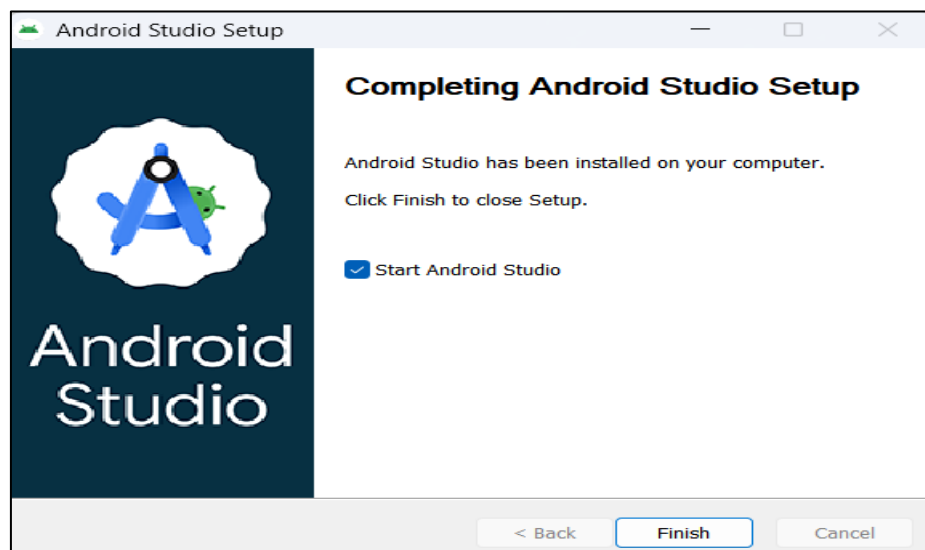 Android Studio Setup
Completing Android Studio Setup
Android Studio has been installed on your computer.
Click Finish to close Setup.
Start Android Studio
Android
Studio
< Back
Finish
Cancel